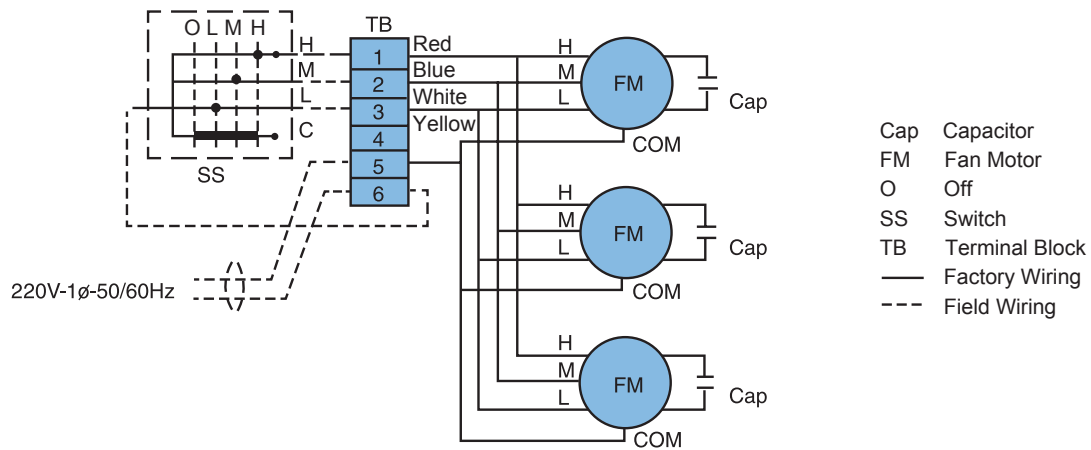 O L M H
TB
H
M
L
C
SS
1
2
3
4
5
6
Red
Blue
White
Yellow
H
M
L
FM
Cap
COM
H
M
L
FM
Cap
COM
H
M
L
FM
Cap
COM
220V-1ø-50/60Hz
Cap Capacitor
FM Fan Motor
O Off
SS Switch
TB Terminal Block
Factory Wiring
Field Wiring